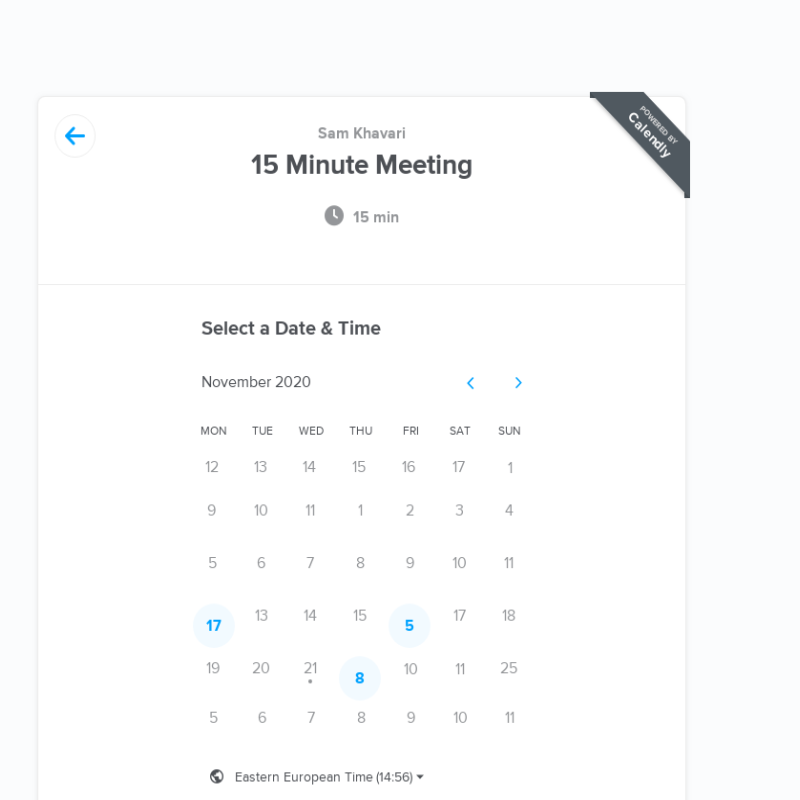 POWERED BY
Calendly
Sam Khavari
15 Minute Meeting
15 min
Select a Date & Time
November 2020
MON TUE WED THU FRI SAT SUN
12 13 14 15 16 17 1
9 10 11 1 2 3 4
5 6 7 8 9 10 11
17 13 14 15 5 17 18
19 20 21 8 10 11 25
5 6 7 8 9 10 11
Eastern European Time (14:56)